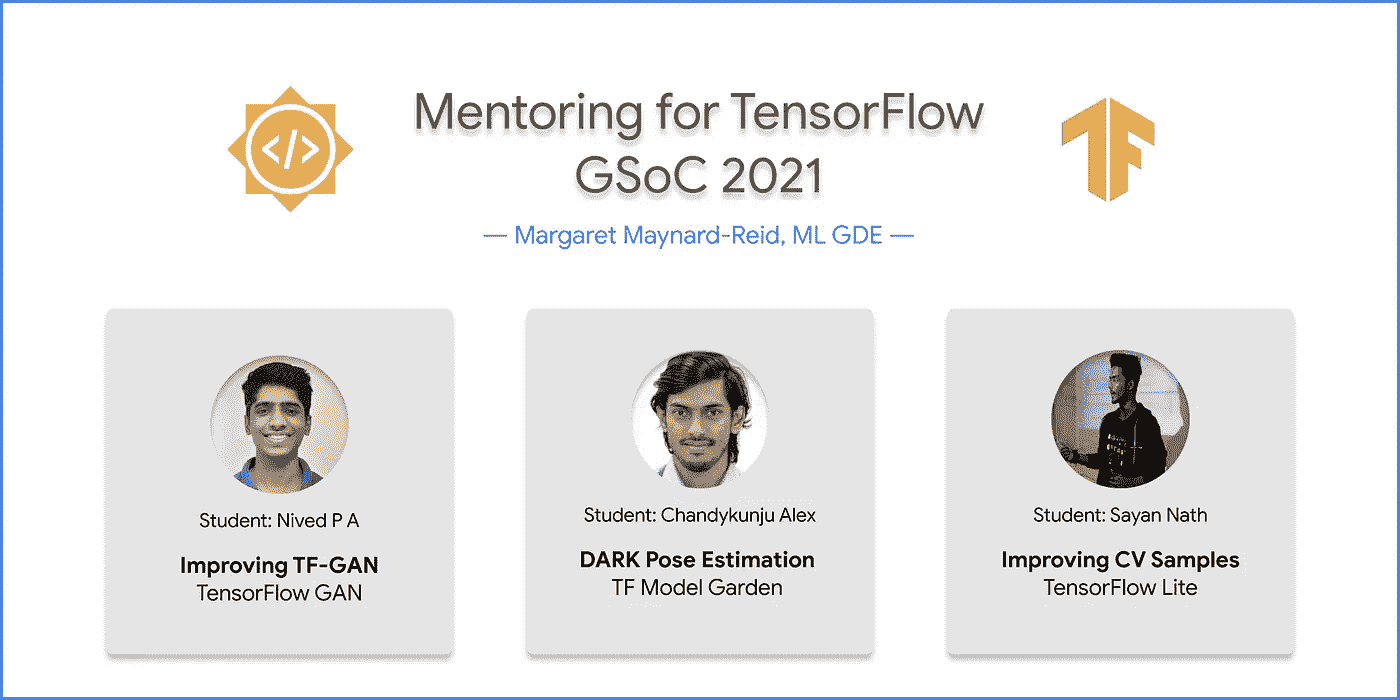 Mentoring for TensorFlow
GSoC 2021
— Margaret Maynard-Reid, ML GDE —
</>
TF
Student: Nived P A
Improving TF-GAN
TensorFlow GAN
Student: Chandykunju Alex
DARK Pose Estimation
TF Model Garden
Student: Sayan Nath
Improving CV Samples
TensorFlow Lite